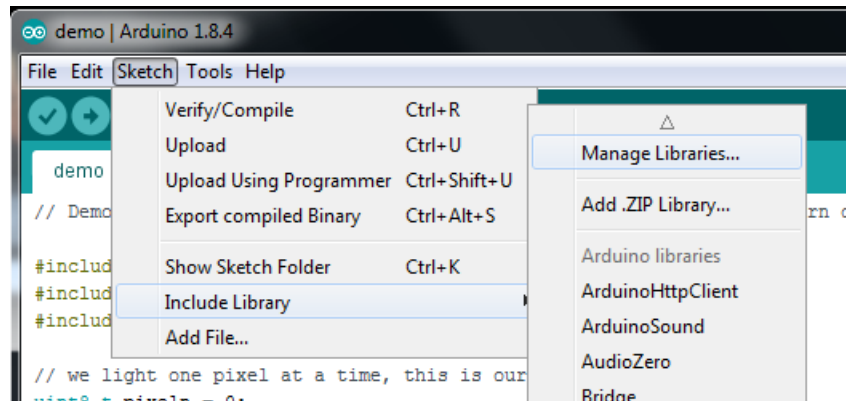 demo | Arduino 1.8.4
File Edit Sketch Tools Help
Verify/Compile Ctrl+R
Upload Ctrl+U
Upload Using Programmer Ctrl+Shift+U
Export compiled Binary Ctrl+Alt+S
Show Sketch Folder Ctrl+K
Include Library
Add File...
Manage Libraries...
Add .ZIP Library...
Arduino libraries
ArduinoHttpClient
ArduinoSound
AudioZero
Bridge
demo
// Demo
#includ
#includ
#includ
// we light one pixel at a time, this is our